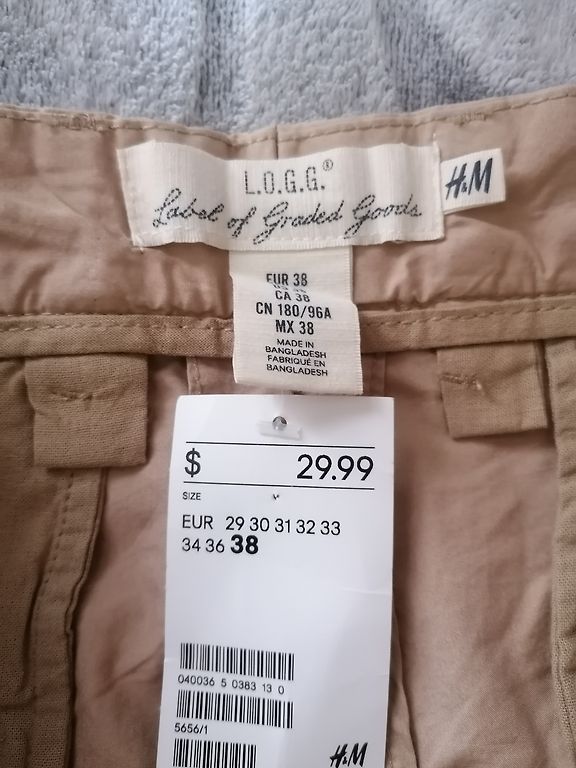 L.O.G.G.®
Label of Graded Goods
H&M
EUR 38
CA 38
CN 180/96A
MX 38
MADE IN
BANGLADESH
FABRIQUÉ EN
BANGLADESH
$ 29.99
SIZE
EUR 29 30 31 32 33
34 36 38
040036 5 0383 13 0
5656/1
H&M